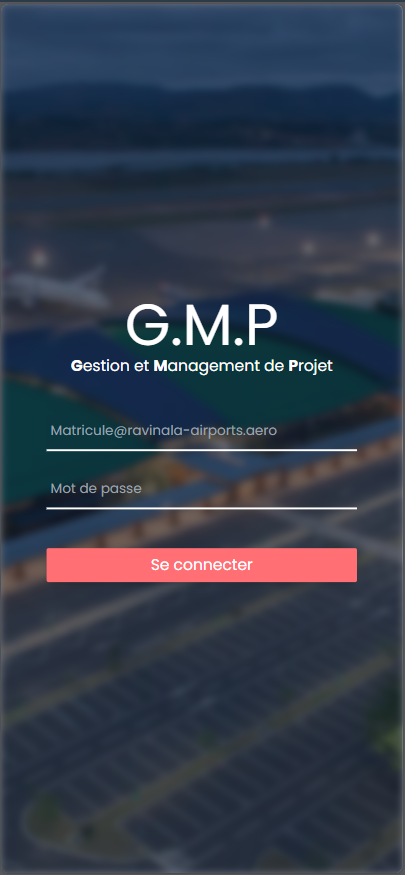 G.M.P
Gestion et Management de Projet
Matricule@ravinala-airports.aero
Mot de passe
Se connecter